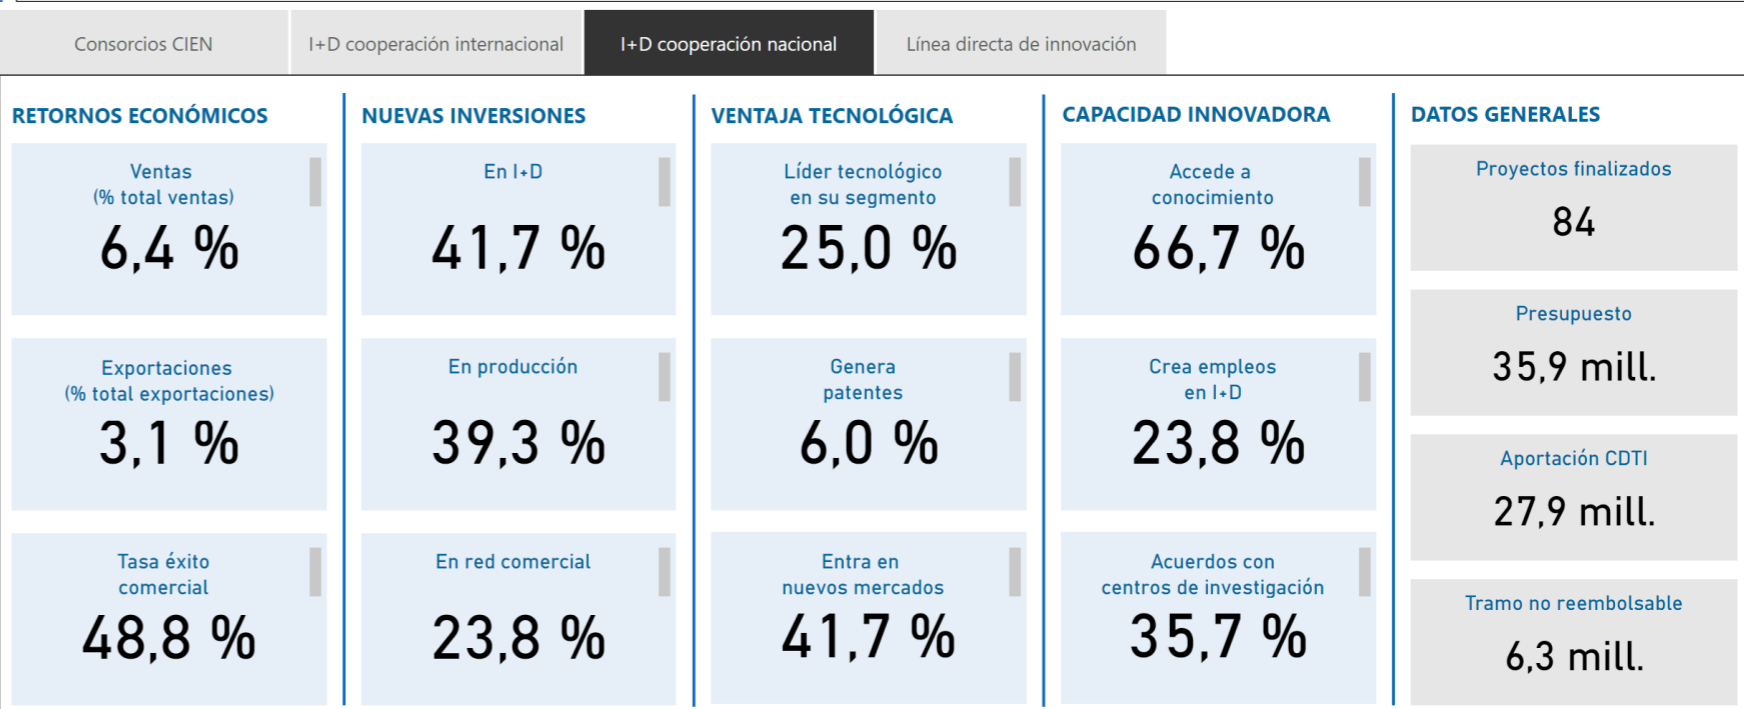 Consorcios CIEN
I+D cooperación internacional
I+D cooperación nacional
Línea directa de innovación
RETORNOS ECONÓMICOS
Ventas
(% total ventas)
6,4 %
Exportaciones
(% total exportaciones)
3,1 %
Tasa éxito
comercial
48,8 %
NUEVAS INVERSIONES
En I+D
41,7 %
En producción
39,3 %
En red comercial
23,8 %
VENTAJA TECNOLÓGICA
Líder tecnológico
en su segmento
25,0 %
Genera
patentes
6,0 %
Entra en
nuevos mercados
41,7 %
CAPACIDAD INNOVADORA
Accede a
conocimiento
66,7 %
Crea empleos
en I+D
23,8 %
Acuerdos con
centros de investigación
35,7 %
DATOS GENERALES
Proyectos finalizados
84
Presupuesto
35,9 mill.
Aportación CDTI
27,9 mill.
Tramo no reembolsable
6,3 mill.